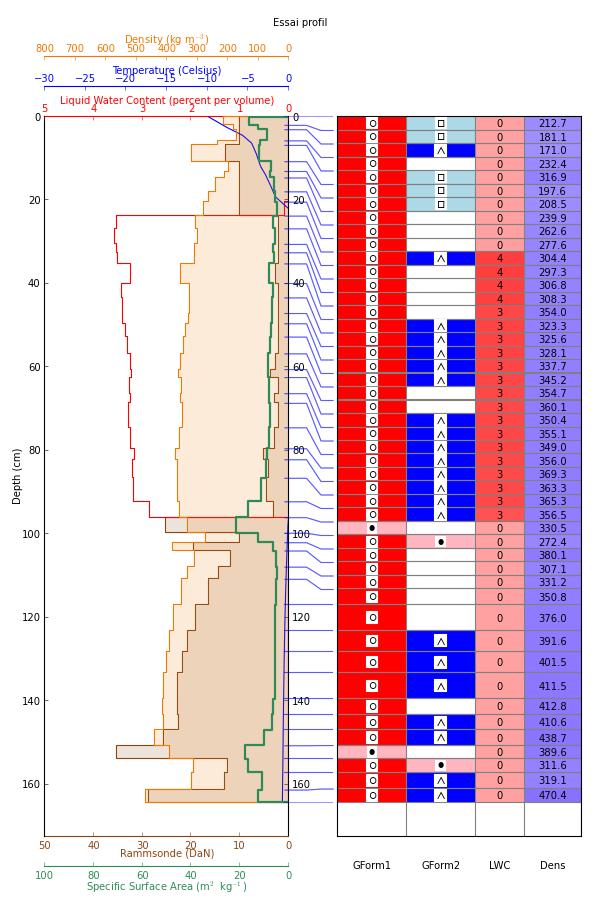 Essai profil
Density (kg m⁻³)
800 700 600 500 400 300 200 100 0
Temperature (Celsius)
−30 −25 −20 −15 −10 −5 0
Liquid Water Content (percent per volume)
5 4 3 2 1 0
0 0 212.7
0 181.1
0 171.0
0 232.4
0 316.9
0 197.6
20 20 0 208.5
0 239.9
0 262.6
0 277.6
4 304.4
4 297.3
40 40 4 306.8
4 308.3
3 354.0
3 323.3
3 325.6
3 328.1
60 60 3 337.7
3 345.2
3 354.7
3 360.1
3 350.4
3 355.1
80 80 3 349.0
3 356.0
3 369.3
3 363.3
3 365.3
3 356.5
Depth (cm)
0 330.5
100 100 0 272.4
0 380.1
0 307.1
0 331.2
0 350.8
120 120 0 376.0
0 391.6
0 401.5
0 411.5
140 140 0 412.8
0 410.6
0 438.7
0 389.6
0 311.6
160 160 0 319.1
0 470.4
50 40 30 20 10 0
Rammsonde (DaN)
GForm1 GForm2 LWC Dens
100 80 60 40 20 0
Specific Surface Area (m² kg⁻¹)